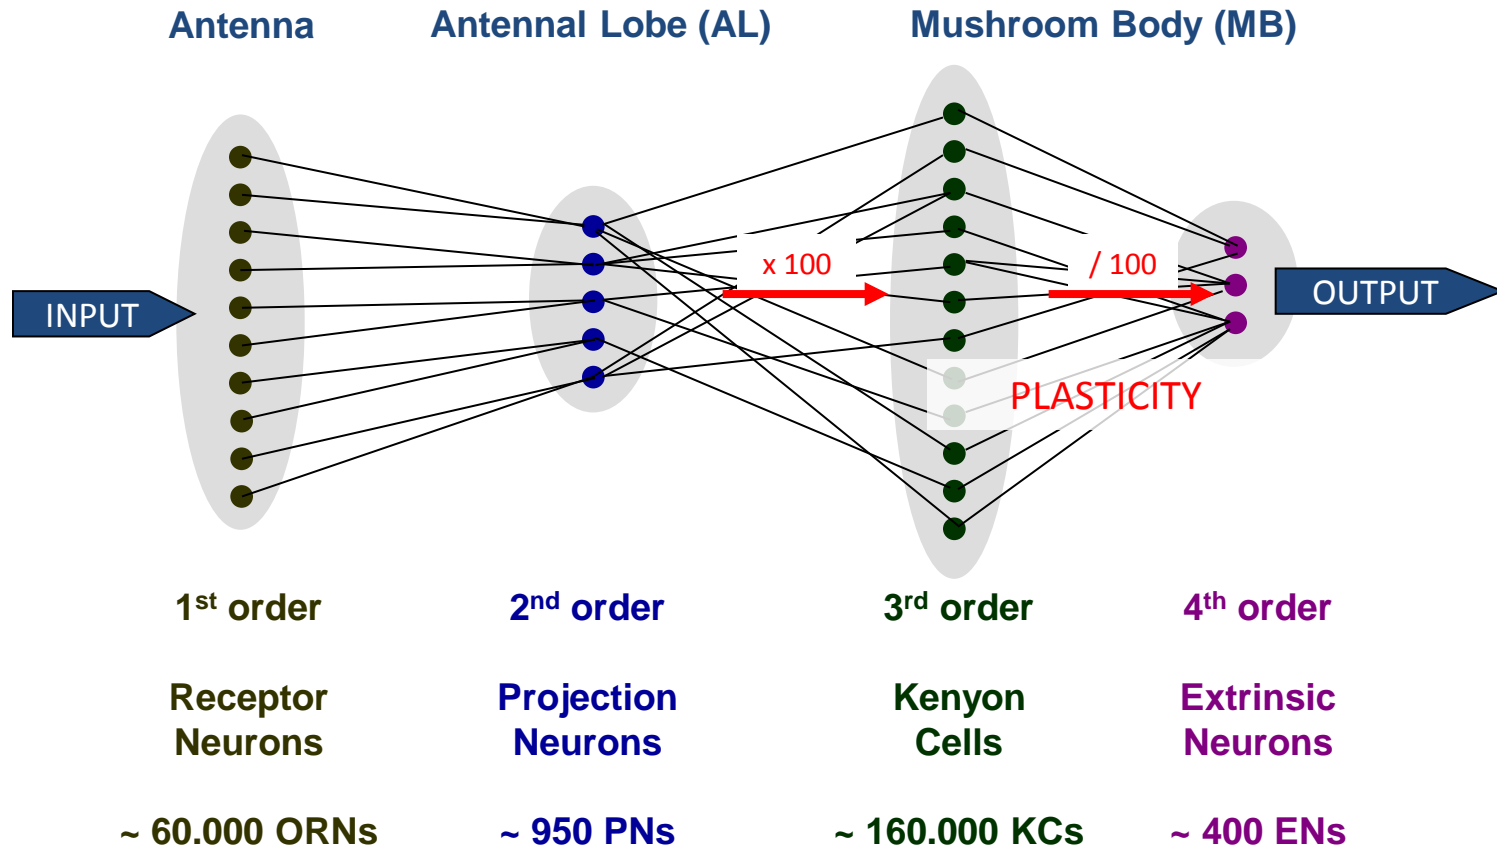 Antenna
Antennal Lobe (AL)
Mushroom Body (MB)
x 100
/ 100
INPUT
OUTPUT
PLASTICITY
1st order
2nd order
3rd order
4th order
Receptor
Neurons
Projection
Neurons
Kenyon
Cells
Extrinsic
Neurons
~ 60.000 ORNs
~ 950 PNs
~ 160.000 KCs
~ 400 ENs